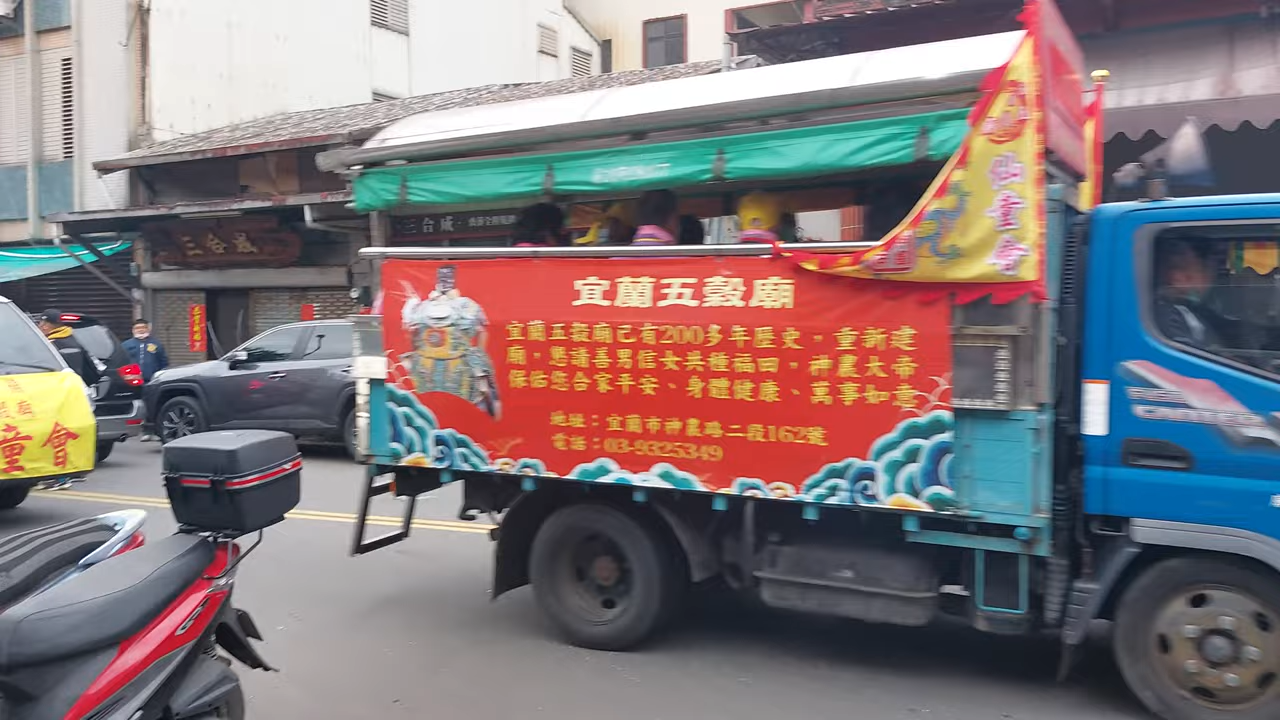 宜蘭五穀廟
宜蘭五穀廟已有200多年歷史，重新建
廟，懇請善男信女共種福田，神農大帝
保佑您合家平安、身體健康、萬事如意
地址：宜蘭市神農路二段162號
電話：03-9325349
仙童會
三合成
童會